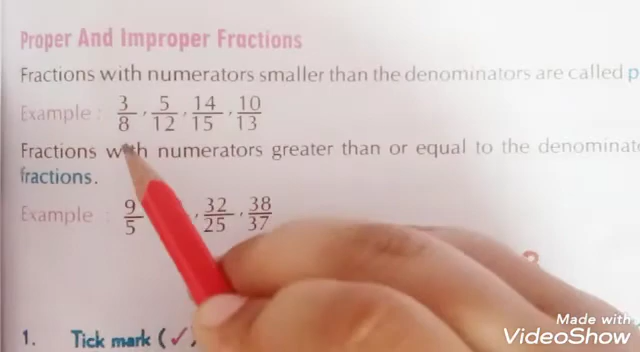 Proper And Improper Fractions
Fractions with numerators smaller than the denominators are called p
Example : 3/8 , 5/12 , 14/15 , 10/13
Fractions with numerators greater than or equal to the denominat
fractions.
Example : 9/5 , 32/25 , 38/37
1. Tick mark (✓)
Made with
VideoShow